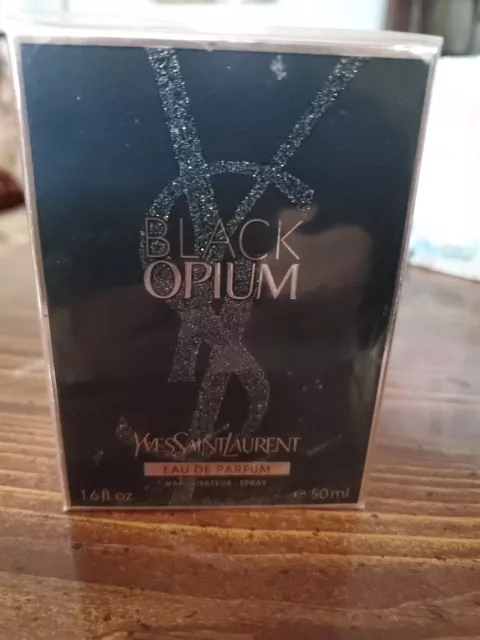 BLACK
OPIUM
YVESSAINTLAURENT
EAU DE PARFUM
VAPORISATEUR - SPRAY
1.6 fl oz e 50 ml